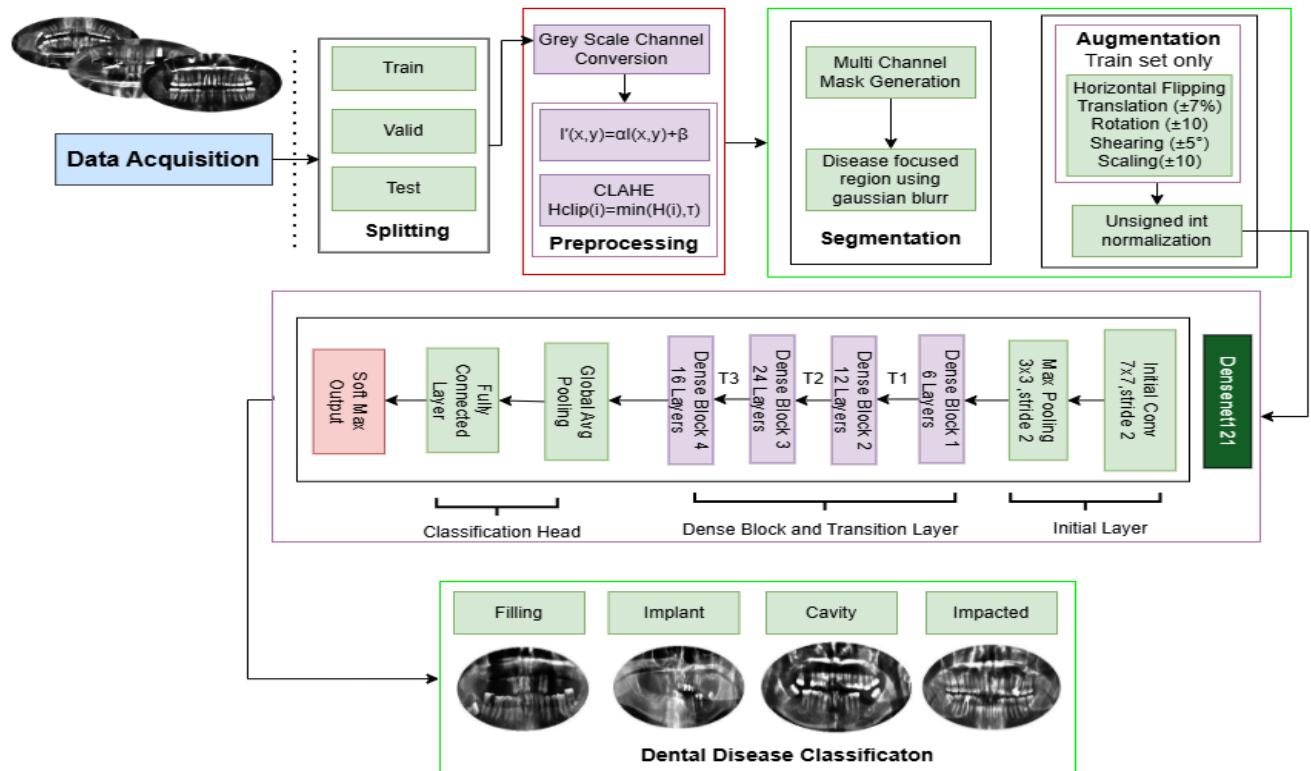 Data Acquisition
Train
Valid
Test
Splitting
Grey Scale Channel
Conversion
I'(x,y)=αI(x,y)+β
CLAHE
Hclip(i)=min(H(i),τ)
Preprocessing
Multi Channel
Mask Generation
Disease focused
region using
gaussian blurr
Segmentation
Augmentation
Train set only
Horizontal Flipping
Translation (±7%)
Rotation (±10)
Shearing (±5°)
Scaling(±10)
Unsigned int
normalization
Densenet121
Initial Conv
7x7,stride 2
Max Pooling
3x3 ,stride 2
Dense Block 1
6 Layers
T1
Dense Block 2
12 Layers
T2
Dense Block 3
24 Layers
T3
Dense Block 4
16 Layers
Global Avg
Pooling
Fully
Connected
Layer
Soft Max
Output
Classification Head
Dense Block and Transition Layer
Initial Layer
Filling
Implant
Cavity
Impacted
Dental Disease Classificaton